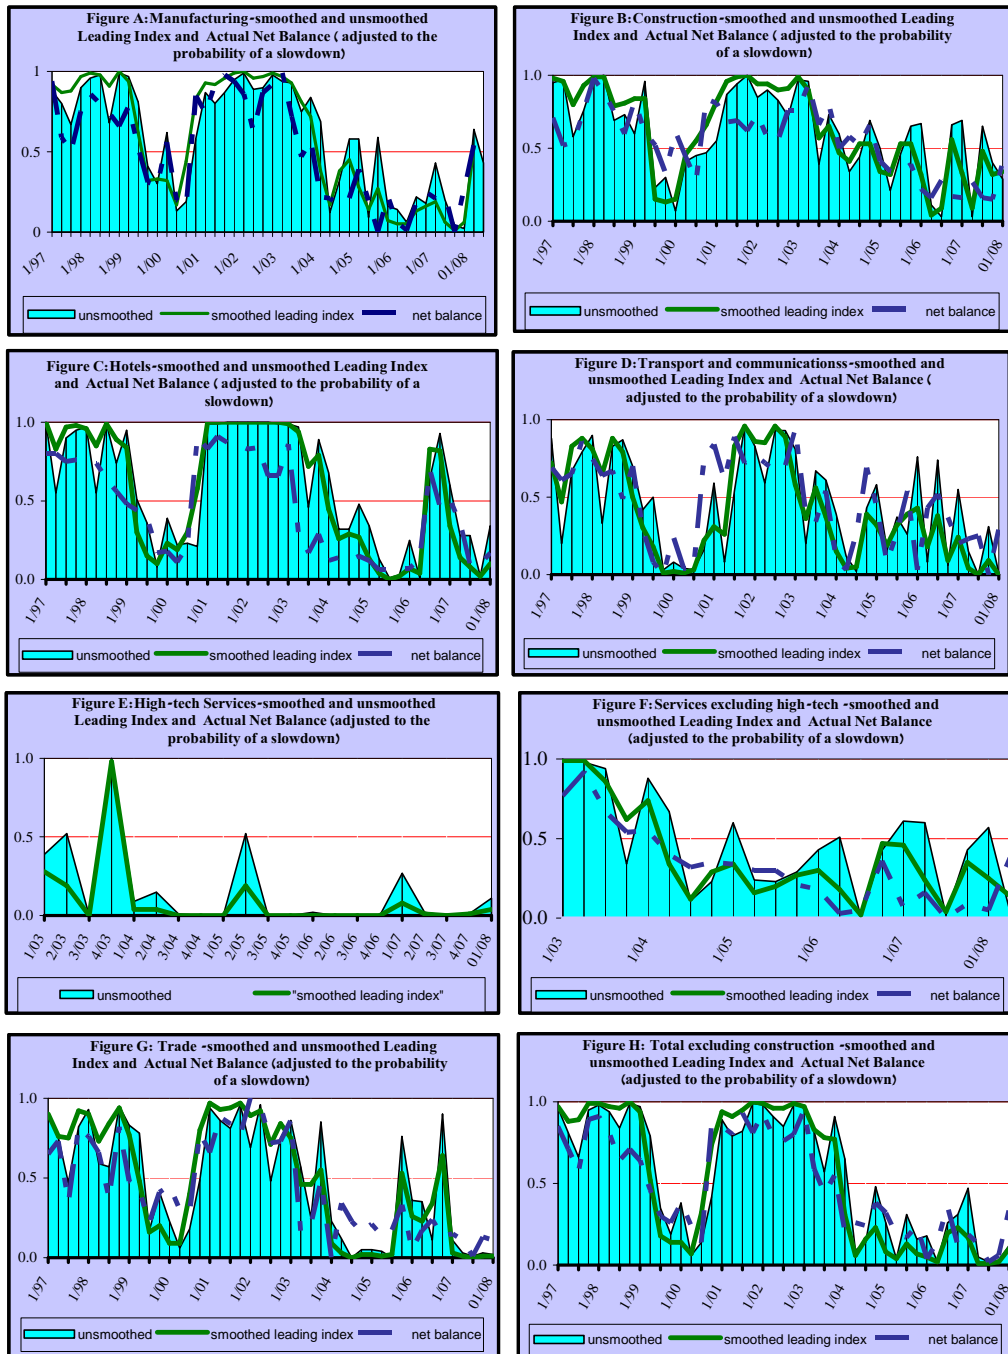 Figure A:Manufacturing-smoothed and unsmoothed
Leading Index and Actual Net Balance ( adjusted to the
probability of a slowdown)
1
0.5
0
1/97
1/98
1/99
1/00
1/01
1/02
1/03
1/04
1/05
1/06
1/07
01/08
unsmoothed
smoothed leading index
net balance
Figure B:Construction-smoothed and unsmoothed Leading
Index and Actual Net Balance ( adjusted to the probability
of a slowdown)
1.0
0.5
0.0
1/97
1/98
1/99
1/00
1/01
1/02
1/03
1/04
1/05
1/06
1/07
01/08
unsmoothed
smoothed leading index
net balance
Figure C:Hotels-smoothed and unsmoothed Leading Index
and Actual Net Balance ( adjusted to the probability of a
slowdown)
1.0
0.5
0.0
1/97
1/98
1/99
1/00
1/01
1/02
1/03
1/04
1/05
1/06
1/07
01/08
unsmoothed
smoothed leading index
net balance
Figure D:Transport and communicationss-smoothed and
unsmoothed Leading Index and Actual Net Balance (
adjusted to the probability of a slowdown)
1.0
0.5
0.0
1/97
1/98
1/99
1/00
1/01
1/02
1/03
1/04
1/05
1/06
1/07
01/08
unsmoothed
smoothed leading index
net balance
Figure E:High-tech Services-smoothed and unsmoothed
Leading Index and Actual Net Balance (adjusted to the
probability of a slowdown)
1.0
0.5
0.0
1/03
2/03
3/03
4/03
1/04
2/04
3/04
4/04
1/05
2/05
3/05
4/05
1/06
2/06
3/06
4/06
1/07
2/07
3/07
4/07
01/08
unsmoothed
"smoothed leading index"
Figure F:Services excluding high-tech -smoothed and
unsmoothed Leading Index and Actual Net Balance
(adjusted to the probability of a slowdown)
1.0
0.5
0.0
1/03
1/04
1/05
1/06
1/07
01/08
unsmoothed
smoothed leading index
net balance
Figure G: Trade -smoothed and unsmoothed Leading
Index and Actual Net Balance (adjusted to the probability
of a slowdown)
1.0
0.5
0.0
1/97
1/98
1/99
1/00
1/01
1/02
1/03
1/04
1/05
1/06
1/07
01/08
unsmoothed
smoothed leading index
net balance
Figure H: Total excluding construction -smoothed and
unsmoothed Leading Index and Actual Net Balance
(adjusted to the probability of a slowdown)
1.0
0.5
0.0
1/97
1/98
1/99
1/00
1/01
1/02
1/03
1/04
1/05
1/06
1/07
01/08
unsmoothed
smoothed leading index
net balance